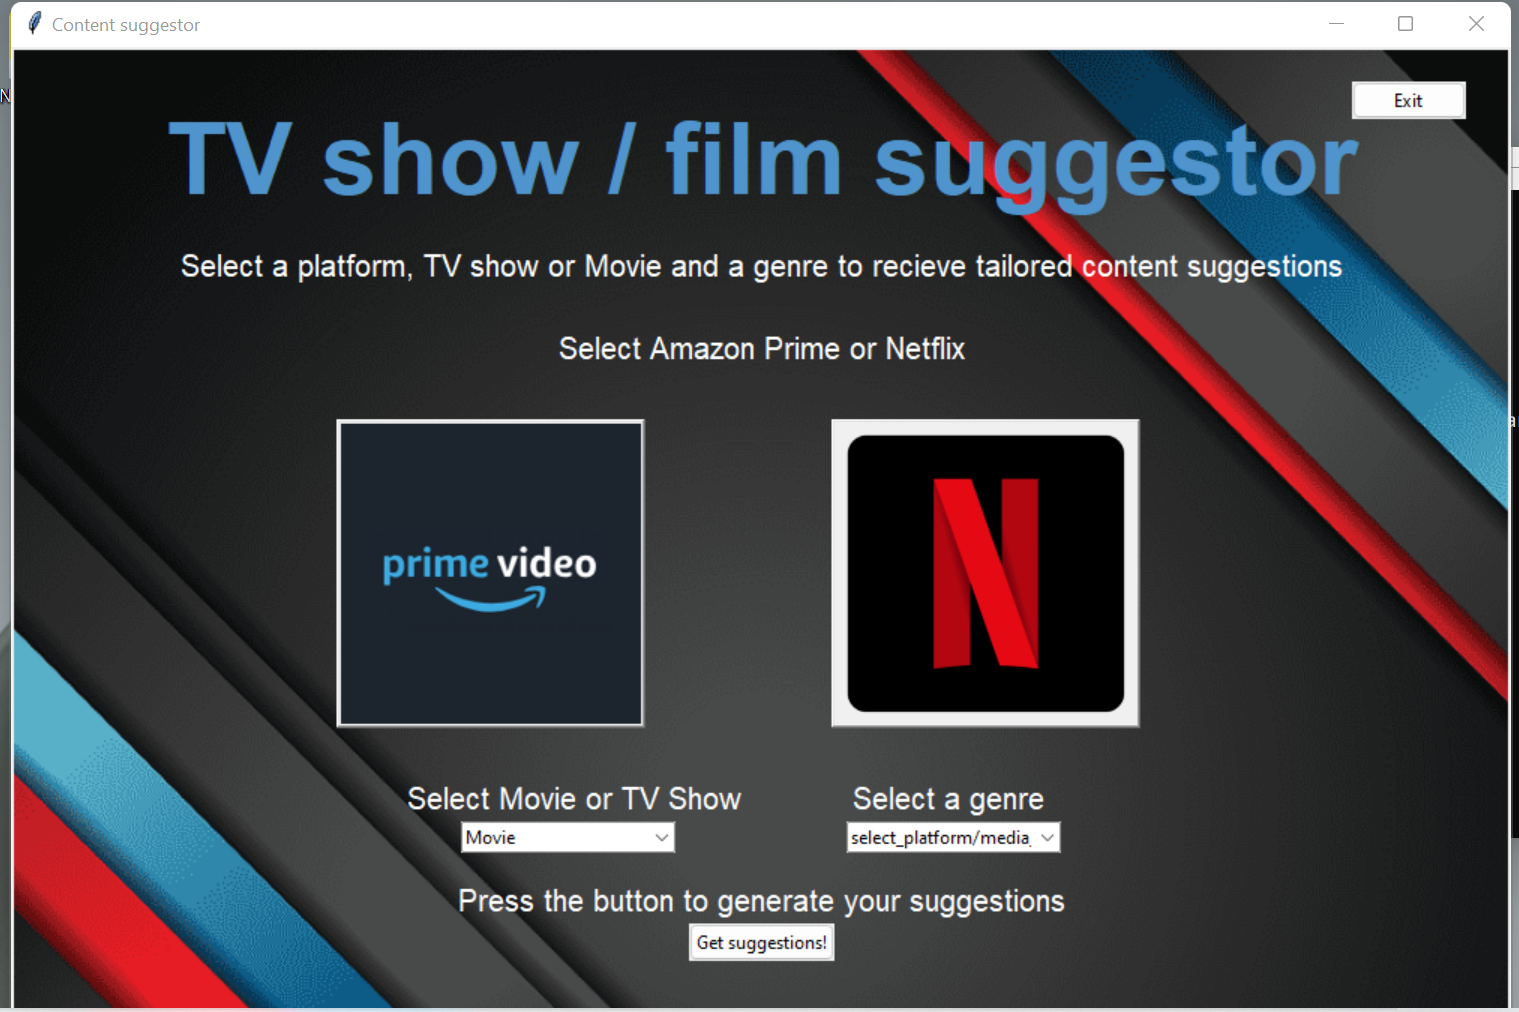 Content suggestor
N
Exit
TV show / film suggestor
Select a platform, TV show or Movie and a genre to recieve tailored content suggestions
Select Amazon Prime or Netflix
prime video
N
Select Movie or TV Show
Select a genre
Movie
select_platform/media_
Press the button to generate your suggestions
Get suggestions!